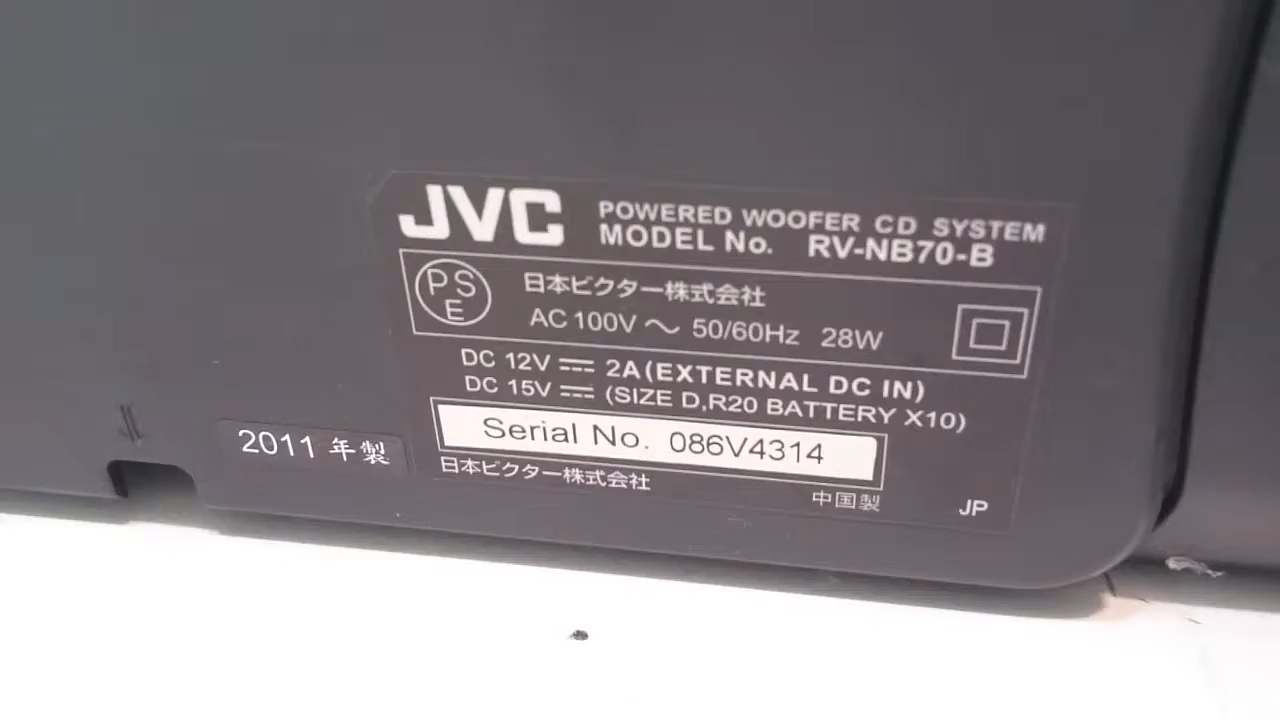 JVC
POWERED WOOFER CD SYSTEM
MODEL No. RV-NB70-B
PS
E
日本ビクター株式会社
AC 100V ～ 50/60Hz 28W
DC 12V ⎓ 2A(EXTERNAL DC IN)
DC 15V ⎓ (SIZE D,R20 BATTERY X10)
Serial No. 086V4314
2011 年製
日本ビクター株式会社
中国製
JP